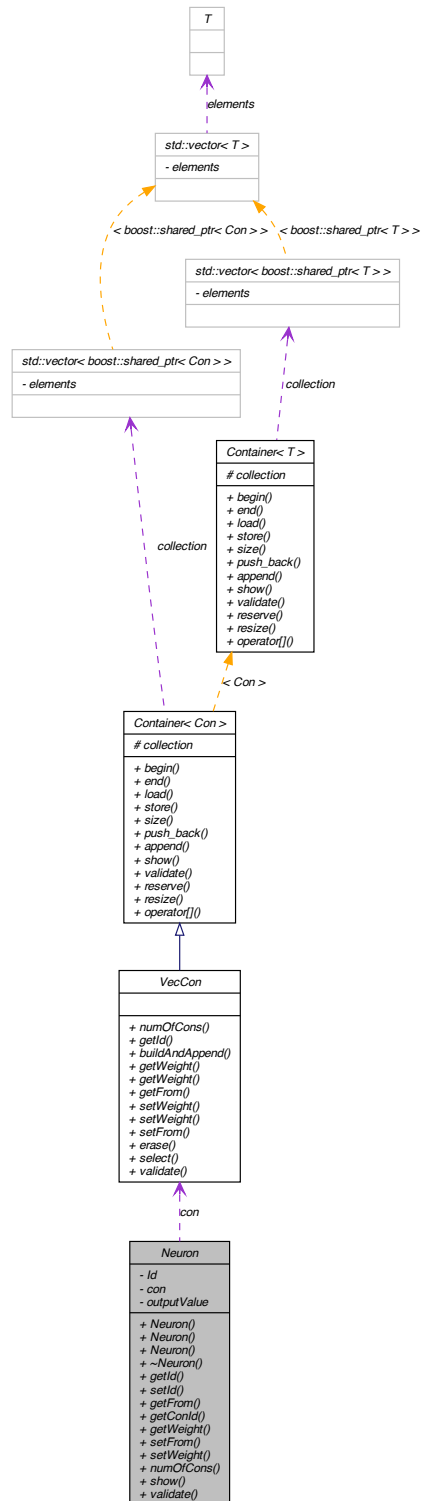 T
elements
std::vector< T >
- elements
< boost::shared_ptr< Con > >
< boost::shared_ptr< T > >
std::vector< boost::shared_ptr< T > >
- elements
std::vector< boost::shared_ptr< Con > >
- elements
collection
Container< T >
# collection
+ begin()
+ end()
+ load()
+ store()
+ size()
+ push_back()
+ append()
+ show()
+ validate()
+ reserve()
+ resize()
+ operator[]()
collection
< Con >
Container< Con >
# collection
+ begin()
+ end()
+ load()
+ store()
+ size()
+ push_back()
+ append()
+ show()
+ validate()
+ reserve()
+ resize()
+ operator[]()
VecCon
+ numOfCons()
+ getId()
+ buildAndAppend()
+ getWeight()
+ getWeight()
+ getFrom()
+ setWeight()
+ setWeight()
+ setFrom()
+ erase()
+ select()
+ validate()
con
Neuron
- Id
- con
- outputValue
+ Neuron()
+ Neuron()
+ Neuron()
+ ~Neuron()
+ getId()
+ setId()
+ getFrom()
+ getConId()
+ getWeight()
+ setFrom()
+ setWeight()
+ numOfCons()
+ show()
+ validate()